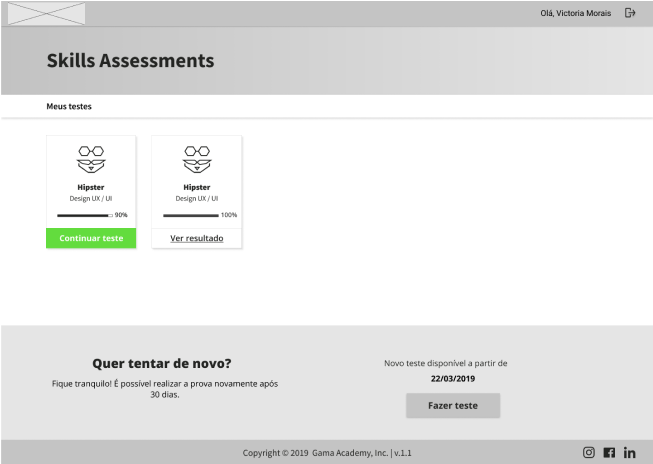 Olá, Victoria Morais
Skills Assessments
Meus testes
Hipster
Design UX / UI
90%
Continuar teste
Hipster
Design UX / UI
100%
Ver resultado
Quer tentar de novo?
Fique tranquilo! É possível realizar a prova novamente após
30 dias.
Novo teste disponível a partir de
22/03/2019
Fazer teste
Copyright © 2019 Gama Academy, Inc. | v.1.1